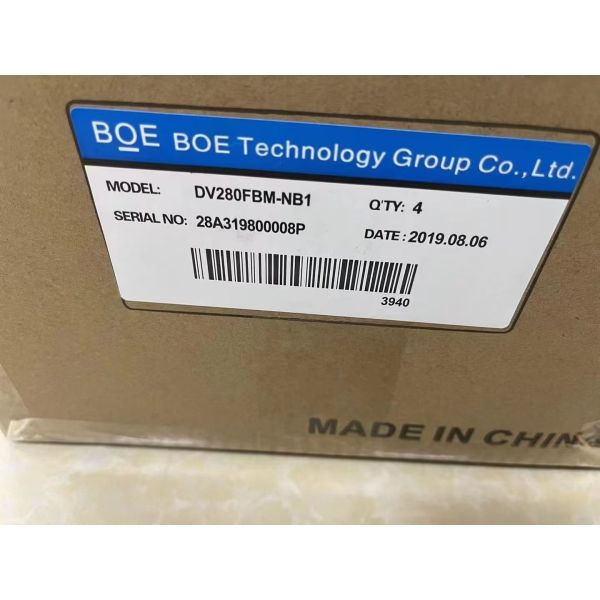 BOE BOE Technology Group Co., Ltd.
MODEL: DV280FBM-NB1 Q'TY: 4
SERIAL NO: 28A319800008P DATE: 2019.08.06
3940
MADE IN CHIN